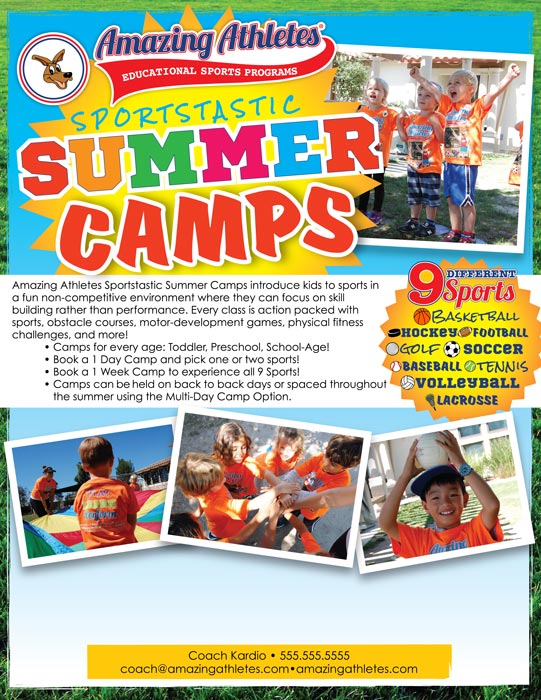 Amazing Athletes®
EDUCATIONAL SPORTS PROGRAMS
SPORTSTASTIC
SUMMER
CAMPS
Amazing Athletes Sportstastic Summer Camps introduce kids to sports in
a fun non-competitive environment where they can focus on skill
building rather than performance. Every class is action packed with
sports, obstacle courses, motor-development games, physical fitness
challenges, and more!
• Camps for every age: Toddler, Preschool, School-Age!
• Book a 1 Day Camp and pick one or two sports!
• Book a 1 Week Camp to experience all 9 Sports!
• Camps can be held on back to back days or spaced throughout
the summer using the Multi-Day Camp Option.
9 DIFFERENT
Sports
BASKETBALL
HOCKEY FOOTBALL
GOLF SOCCER
BASEBALL TENNIS
VOLLEYBALL
LACROSSE
Coach Kardio • 555.555.5555
coach@amazingathletes.com•amazingathletes.com